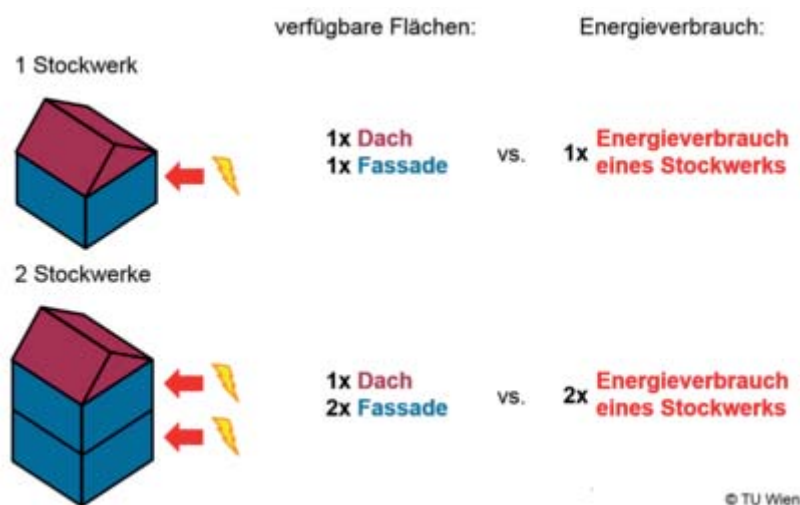 verfügbare Flächen: Energieverbrauch:
1 Stockwerk
1x Dach
1x Fassade
vs.
1x Energieverbrauch
eines Stockwerks
2 Stockwerke
1x Dach
2x Fassade
vs.
2x Energieverbrauch
eines Stockwerks
© TU Wien